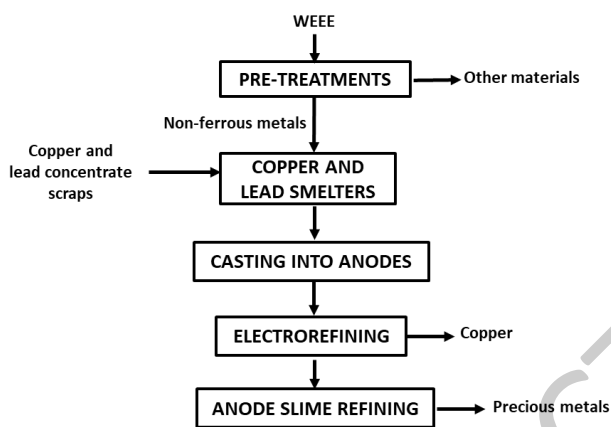 WEEE
PRE-TREATMENTS
Other materials
Non-ferrous metals
Copper and
lead concentrate
scraps
COPPER AND
LEAD SMELTERS
CASTING INTO ANODES
ELECTROREFINING
Copper
ANODE SLIME REFINING
Precious metals